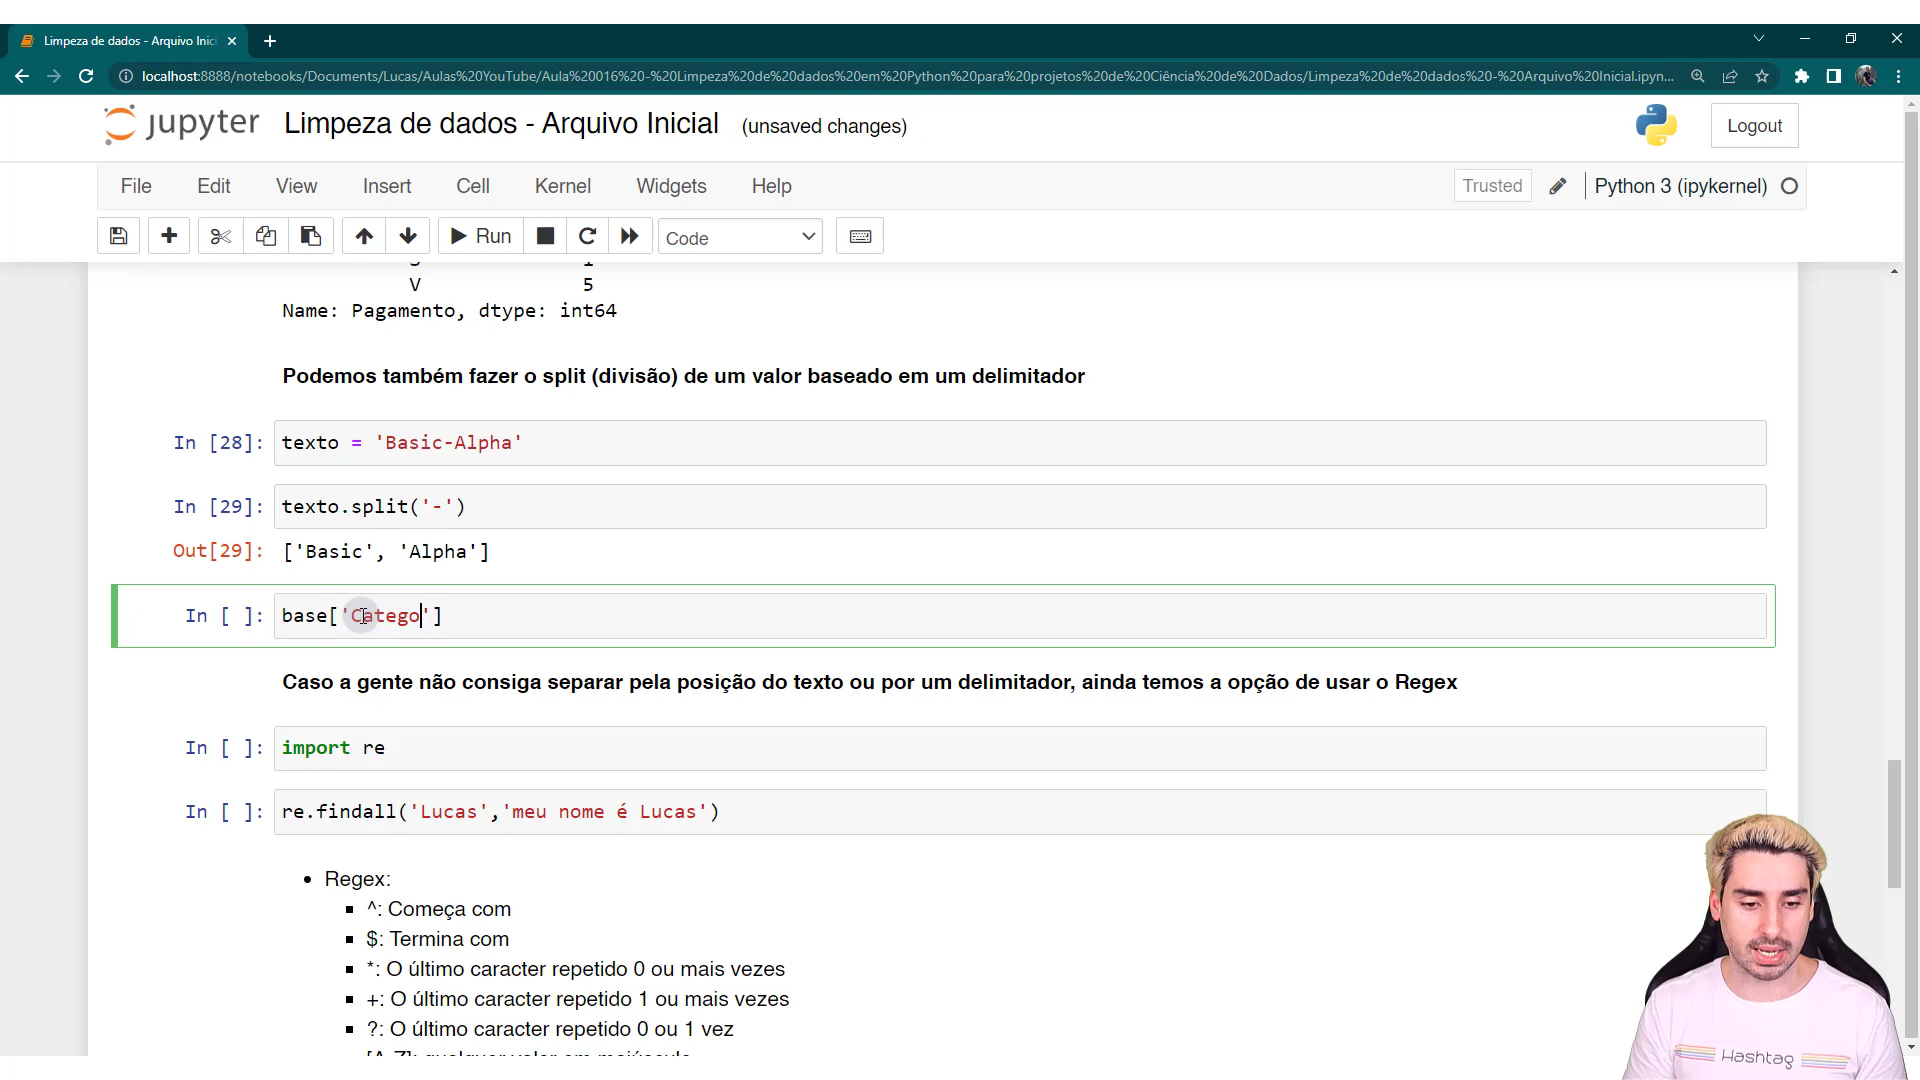 Limpeza de dados - Arquivo Inici
localhost:8888/notebooks/Documents/Lucas/Aulas%20YouTube/Aula%20016%20-%20Limpeza%20de%20dados%20em%20Python%20para%20projetos%20de%20Ciência%20de%20Dados/Limpeza%20de%20dados%20-%20Arquivo%20Inicial.ipyn...
jupyter Limpeza de dados - Arquivo Inicial (unsaved changes) Logout
File Edit View Insert Cell Kernel Widgets Help Trusted Python 3 (ipykernel)
Run Code
V 5
Name: Pagamento, dtype: int64
Podemos também fazer o split (divisão) de um valor baseado em um delimitador
In [28]: texto = 'Basic-Alpha'
In [29]: texto.split('-')
Out[29]: ['Basic', 'Alpha']
In [ ]: base['Catego']
Caso a gente não consiga separar pela posição do texto ou por um delimitador, ainda temos a opção de usar o Regex
In [ ]: import re
In [ ]: re.findall('Lucas','meu nome é Lucas')
• Regex:
▪ ^: Começa com
▪ $: Termina com
▪ *: O último caracter repetido 0 ou mais vezes
▪ +: O último caracter repetido 1 ou mais vezes
▪ ?: O último caracter repetido 0 ou 1 vez
Hashtag